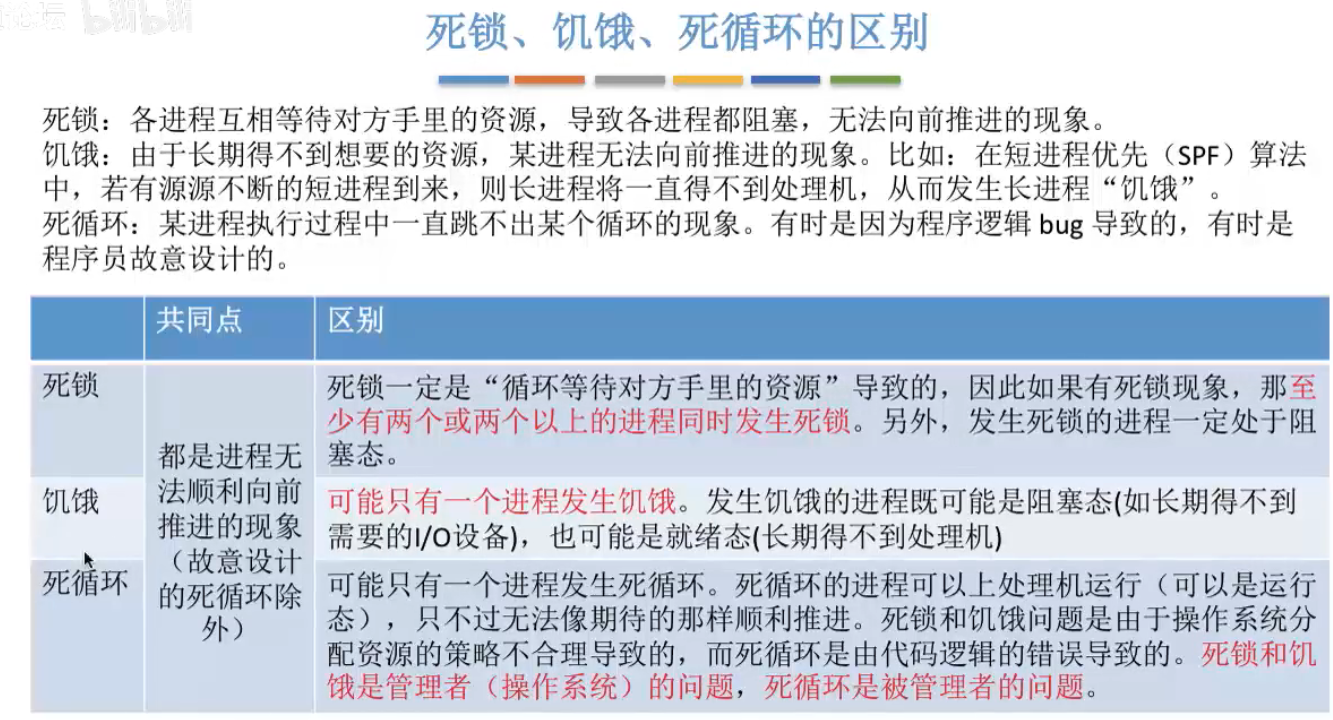 论坛 bilibili
死锁、饥饿、死循环的区别
死锁：各进程互相等待对方手里的资源，导致各进程都阻塞，无法向前推进的现象。
饥饿：由于长期得不到想要的资源，某进程无法向前推进的现象。比如：在短进程优先（SPF）算法
中，若有源源不断的短进程到来，则长进程将一直得不到处理机，从而发生长进程“饥饿”。
死循环：某进程执行过程中一直跳不出某个循环的现象。有时是因为程序逻辑 bug 导致的，有时是
程序员故意设计的。
共同点
区别
死锁
都是进程无
法顺利向前
推进的现象
（故意设计
的死循环除
外）
死锁一定是“循环等待对方手里的资源”导致的，因此如果有死锁现象，那至
少有两个或两个以上的进程同时发生死锁。另外，发生死锁的进程一定处于阻
塞态。
饥饿
可能只有一个进程发生饥饿。发生饥饿的进程既可能是阻塞态(如长期得不到
需要的I/O设备)，也可能是就绪态(长期得不到处理机)
死循环
可能只有一个进程发生死循环。死循环的进程可以上处理机运行（可以是运行
态），只不过无法像期待的那样顺利推进。死锁和饥饿问题是由于操作系统分
配资源的策略不合理导致的，而死循环是由代码逻辑的错误导致的。死锁和饥
饿是管理者（操作系统）的问题，死循环是被管理者的问题。